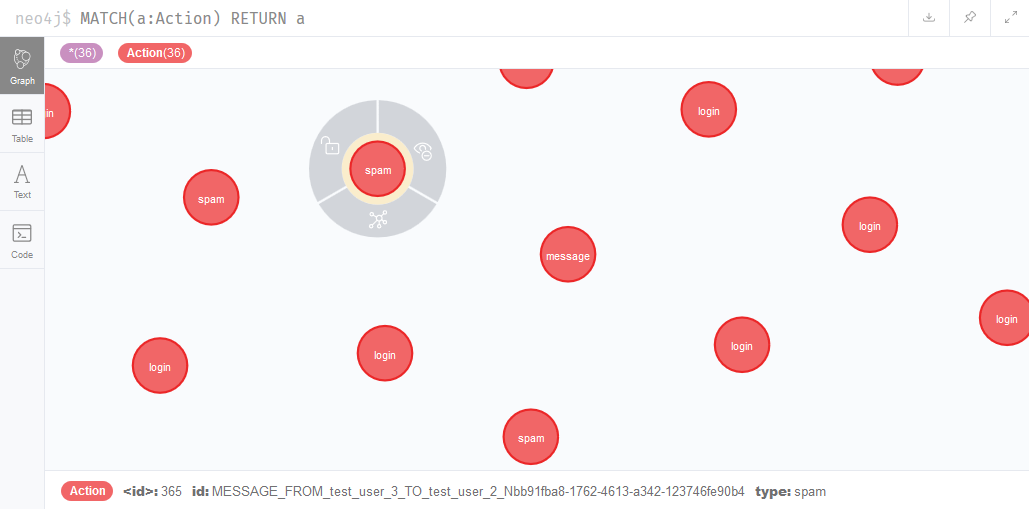 neo4j$ MATCH(a:Action) RETURN a
*(36) Action(36)
Graph
Table
Text
Code
in
login
spam
spam
login
message
login
login
login
login
spam
Action <id>: 365 id: MESSAGE_FROM_test_user_3_TO_test_user_2_Nbb91fba8-1762-4613-a342-123746fe90b4 type: spam